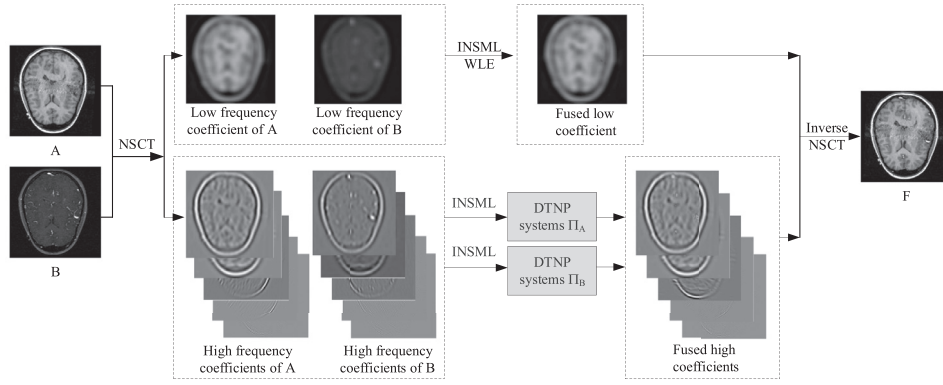 A
B
NSCT
Low frequency
coefficient of A
Low frequency
coefficient of B
INSML
WLE
Fused low
coefficient
High frequency
coefficients of A
High frequency
coefficients of B
INSML
INSML
DTNP
systems Π_A
DTNP
systems Π_B
Fused high
coefficients
Inverse
NSCT
F